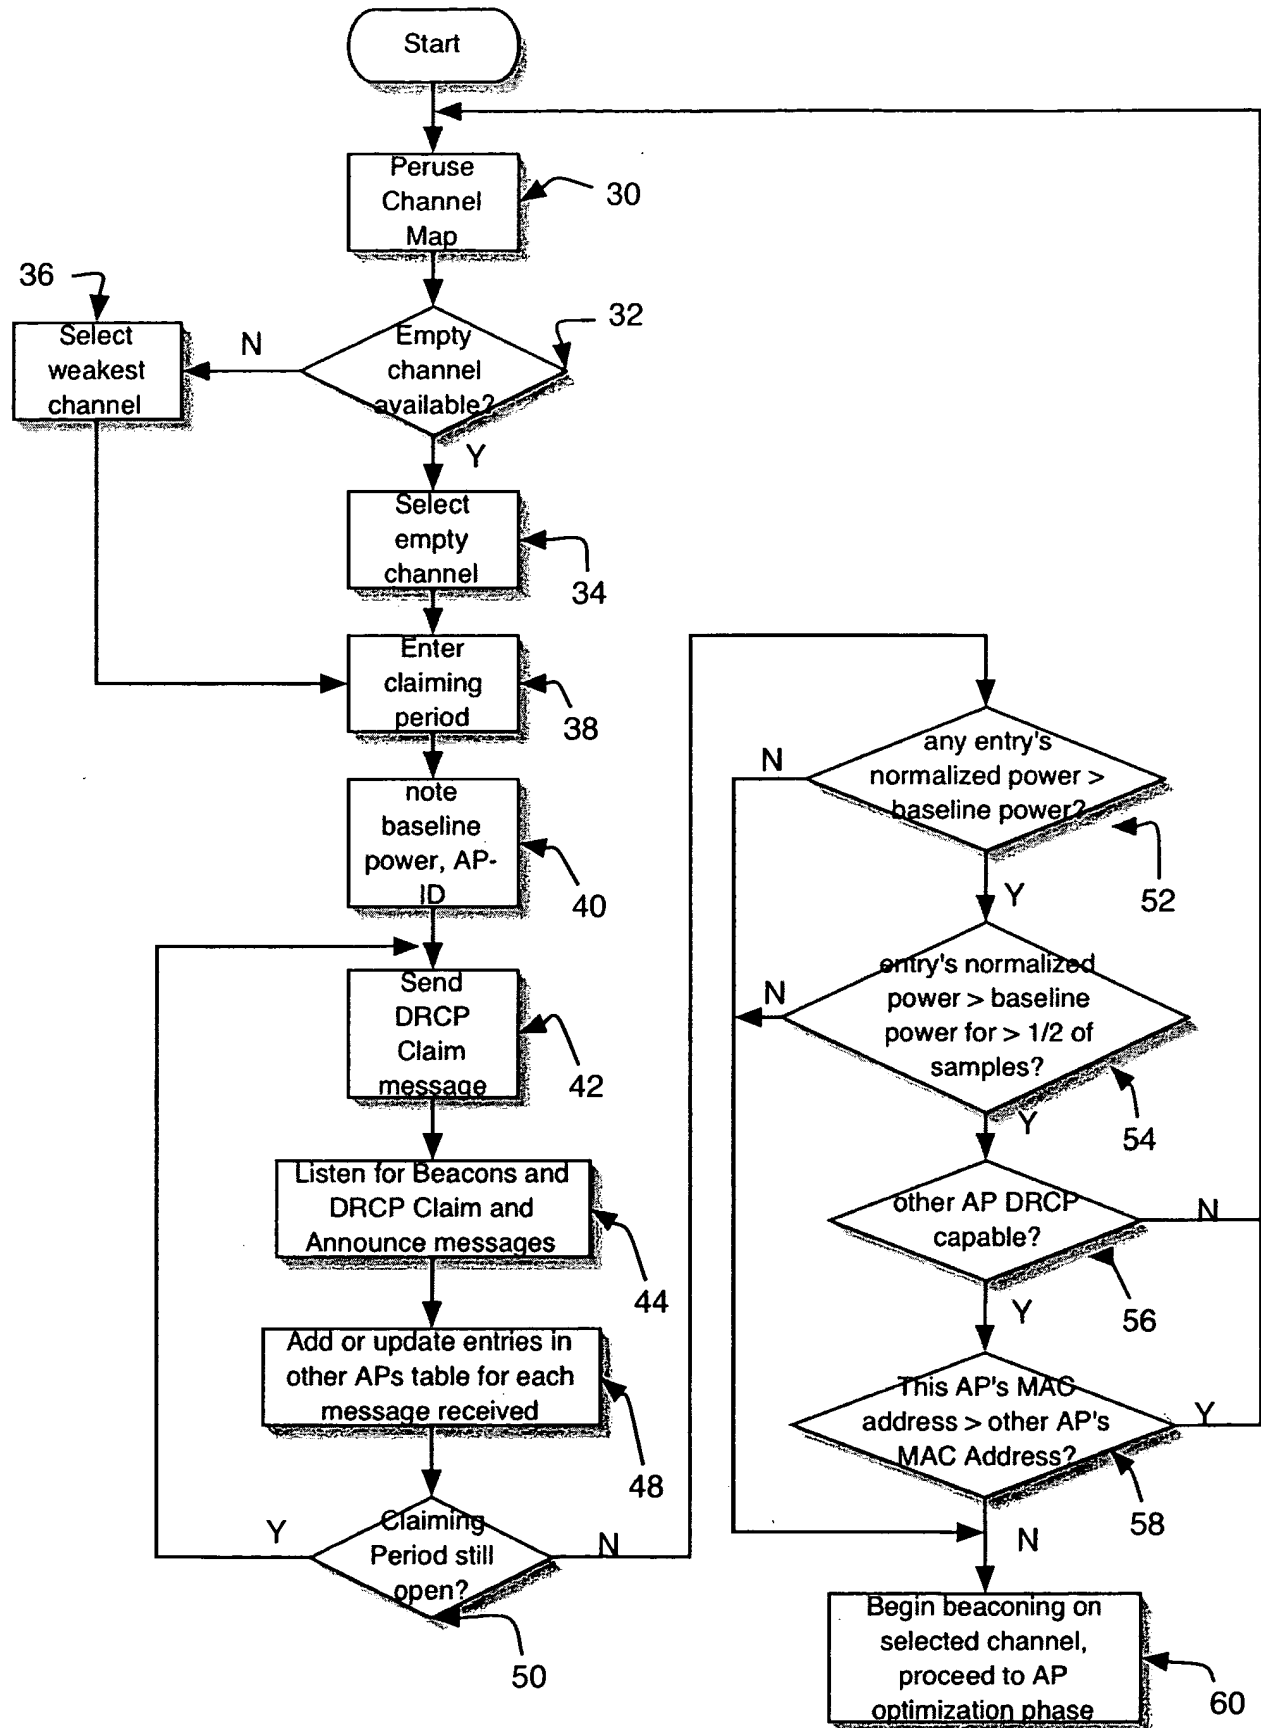 Start
Peruse
Channel
Map
30
36
Select
weakest
channel
N
Empty
channel
available?
32
Y
Select
empty
channel
34
Enter
claiming
period
38
note
baseline
power, AP-
ID
40
Send
DRCP
Claim
message
42
Listen for Beacons and
DRCP Claim and
Announce messages
44
Add or update entries in
other APs table for each
message received
48
Y
Claiming
Period still
open?
N
50
N
any entry's
normalized power >
baseline power?
52
Y
N
entry's normalized
power > baseline
power for > 1/2 of
samples?
54
Y
other AP DRCP
capable?
N
56
Y
This AP's MAC
address > other AP's
MAC Address?
Y
58
N
Begin beaconing on
selected channel,
proceed to AP
optimization phase
60